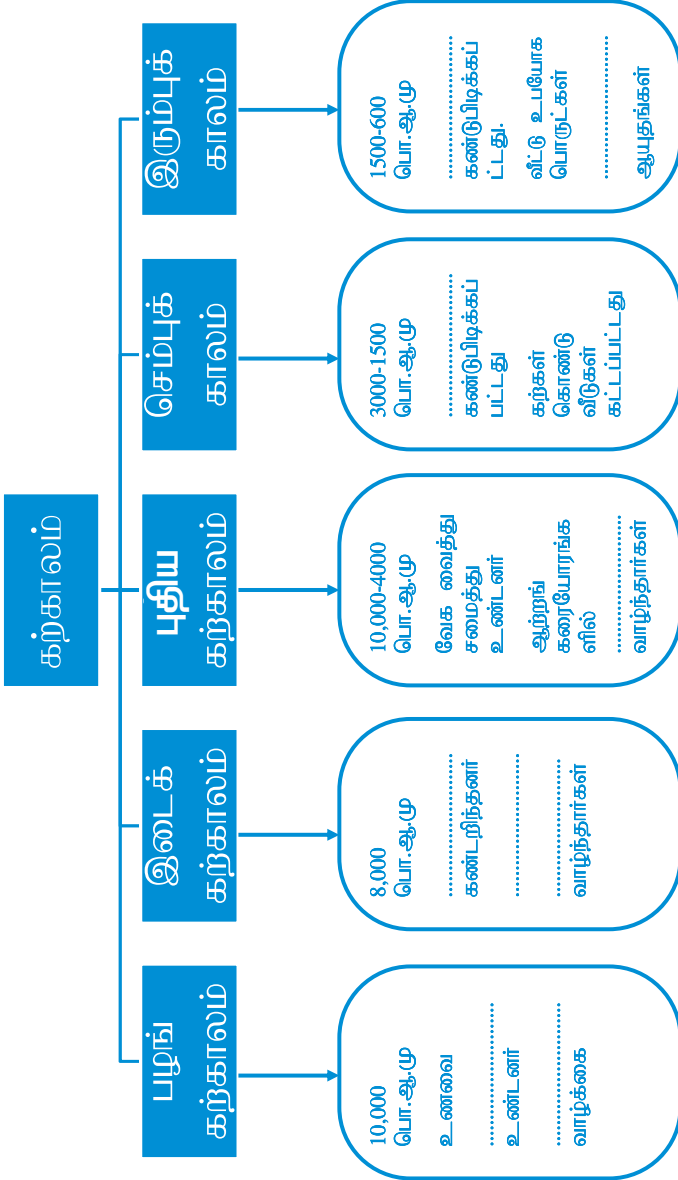 கற்காலம்
பழங்
கற்காலம்
இடைக்
கற்காலம்
புதிய
கற்காலம்
செம்புக்
காலம்
இரும்புக்
காலம்
10,000
பொ.ஆ.மு
உணவை
........................
உண்டனர்
........................
வாழ்க்கை
8,000
பொ.ஆ.மு
........................
கண்டறிந்தனர்
........................
........................
வாழ்ந்தார்கள்
10,000-4000
பொ.ஆ.மு
வேக வைத்து
சமைத்து
உண்டனர்
ஆற்றங்
கரையோரங்க
ளில்
........................
வாழ்ந்தார்கள்
3000-1500
பொ.ஆ.மு
........................
கண்டுபிடிக்கப்
பட்டது
கற்கள்
கொண்டு
வீடுகள்
கட்டப்பட்டது
1500-600
பொ.ஆ.மு
........................
கண்டுபிடிக்கப
ட்டது.
வீட்டு உபயோக
பொருட்கள்
........................
ஆயுதங்கள்